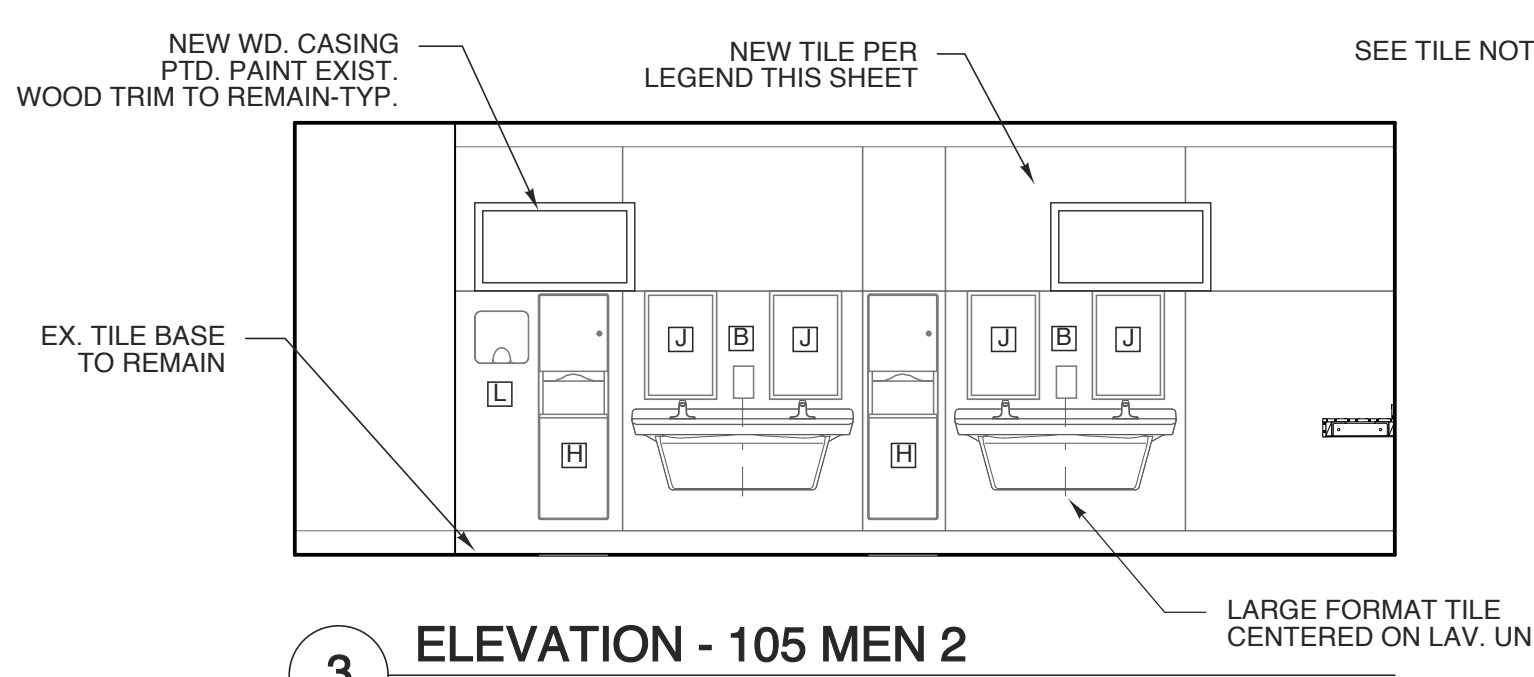 NEW WD. CASING
PTD. PAINT EXIST.
WOOD TRIM TO REMAIN-TYP.
NEW TILE PER
LEGEND THIS SHEET
SEE TILE NOT
EX. TILE BASE
TO REMAIN
J B J J B J
L
H H
LARGE FORMAT TILE
CENTERED ON LAV. UN
3 ELEVATION - 105 MEN 2